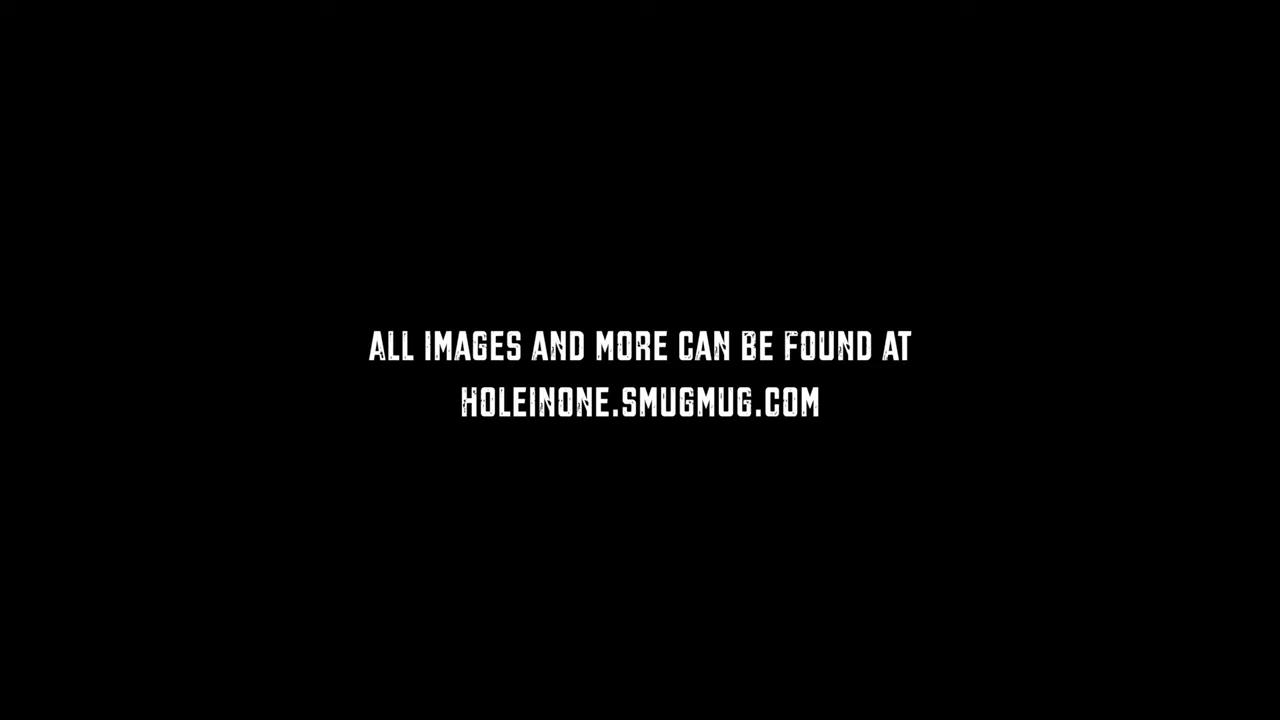 ALL IMAGES AND MORE CAN BE FOUND AT
HOLEINONE.SMUGMUG.COM